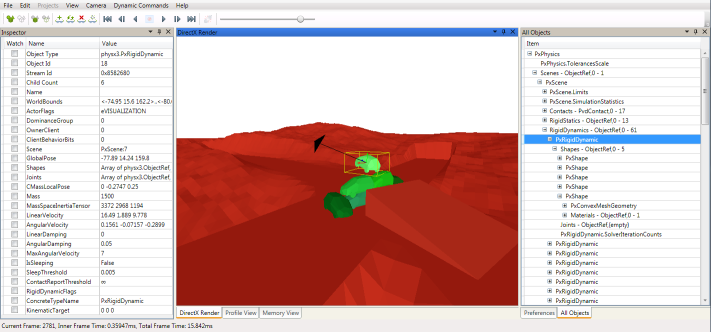 File Edit Projects View Camera Dynamic Commands Help
Inspector
Watch Name Value
Object Type physx3.PxRigidDynamic
Object Id 18
Stream Id 0x8582680
Child Count 6
Name
WorldBounds <-74.95 15.6 162.2>..<-80.
ActorFlags eVISUALIZATION
DominanceGroup 0
OwnerClient 0
ClientBehaviorBits 0
Scene PxScene:7
GlobalPose -77.89 14.24 159.8
Shapes Array of physx3.ObjectRef,
Joints Array of physx3.ObjectRef,
CMassLocalPose 0 -0.2747 0.25
Mass 1500
MassSpaceInertiaTensor 3372 2968 1194
LinearVelocity 16.49 1.889 9.778
AngularVelocity 0.1561 -0.07157 -0.2899
LinearDamping 0
AngularDamping 0.05
MaxAngularVelocity 7
IsSleeping False
SleepThreshold 0.005
ContactReportThreshold ∞
RigidDynamicFlags
ConcreteTypeName PxRigidDynamic
KinematicTarget 0 0 0
DirectX Render
DirectX Render Profile View Memory View
All Objects
Item
PxPhysics
PxPhysics.TolerancesScale
Scenes - ObjectRef,0 - 1
PxScene
PxScene.Limits
PxScene.SimulationStatistics
Contacts - PvdContact,0 - 17
RigidStatics - ObjectRef,0 - 13
RigidDynamics - ObjectRef,0 - 61
PxRigidDynamic
Shapes - ObjectRef,0 - 5
PxShape
PxShape
PxShape
PxShape
PxShape
PxConvexMeshGeometry
Materials - ObjectRef,0 - 1
Joints - ObjectRef,(empty)
PxRigidDynamic.SolverIterationCounts
PxRigidDynamic
PxRigidDynamic
PxRigidDynamic
PxRigidDynamic
PxRigidDynamic
PxRigidDynamic
PxRigidDynamic
Preferences All Objects
Current Frame: 2781, Inner Frame Time: 0.35947ms, Total Frame Time: 15.842ms